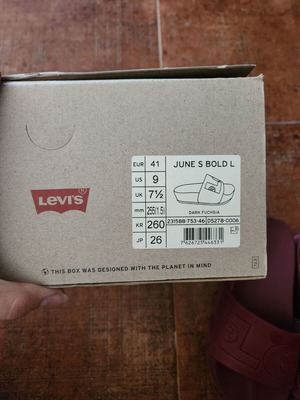 JUNE S BOLD L
EUR 41
US 9
UK 7½
mm 255(1.5)
KR 260
JP 26
DARK FUCHSIA
231588-753-46 05278-0006
LEVI'S
THIS BOX WAS DESIGNED WITH THE PLANET IN MIND